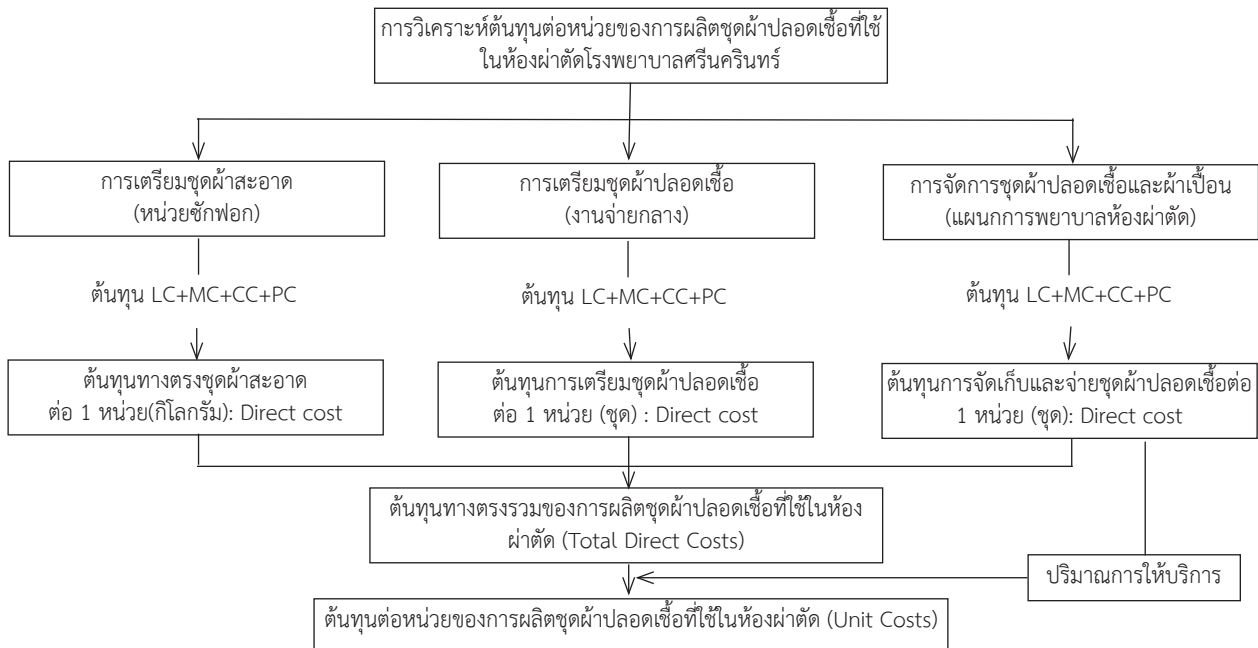 การวิเคราะห์ต้นทุนต่อหน่วยของการผลิตชุดผ้าปลอดเชื้อที่ใช้
ในห้องผ่าตัดโรงพยาบาลศรีนครินทร์
การเตรียมชุดผ้าสะอาด
(หน่วยซักฟอก)
การเตรียมชุดผ้าปลอดเชื้อ
(งานจ่ายกลาง)
การจัดการชุดผ้าปลอดเชื้อและผ้าเปื้อน
(แผนกการพยาบาลห้องผ่าตัด)
ต้นทุน LC+MC+CC+PC
ต้นทุน LC+MC+CC+PC
ต้นทุน LC+MC+CC+PC
ต้นทุนทางตรงชุดผ้าสะอาด
ต่อ 1 หน่วย(กิโลกรัม): Direct cost
ต้นทุนการเตรียมชุดผ้าปลอดเชื้อ
ต่อ 1 หน่วย (ชุด) : Direct cost
ต้นทุนการจัดเก็บและจ่ายชุดผ้าปลอดเชื้อต่อ
1 หน่วย (ชุด): Direct cost
ต้นทุนทางตรงรวมของการผลิตชุดผ้าปลอดเชื้อที่ใช้ในห้อง
ผ่าตัด (Total Direct Costs)
ปริมาณการให้บริการ
ต้นทุนต่อหน่วยของการผลิตชุดผ้าปลอดเชื้อที่ใช้ในห้องผ่าตัด (Unit Costs)